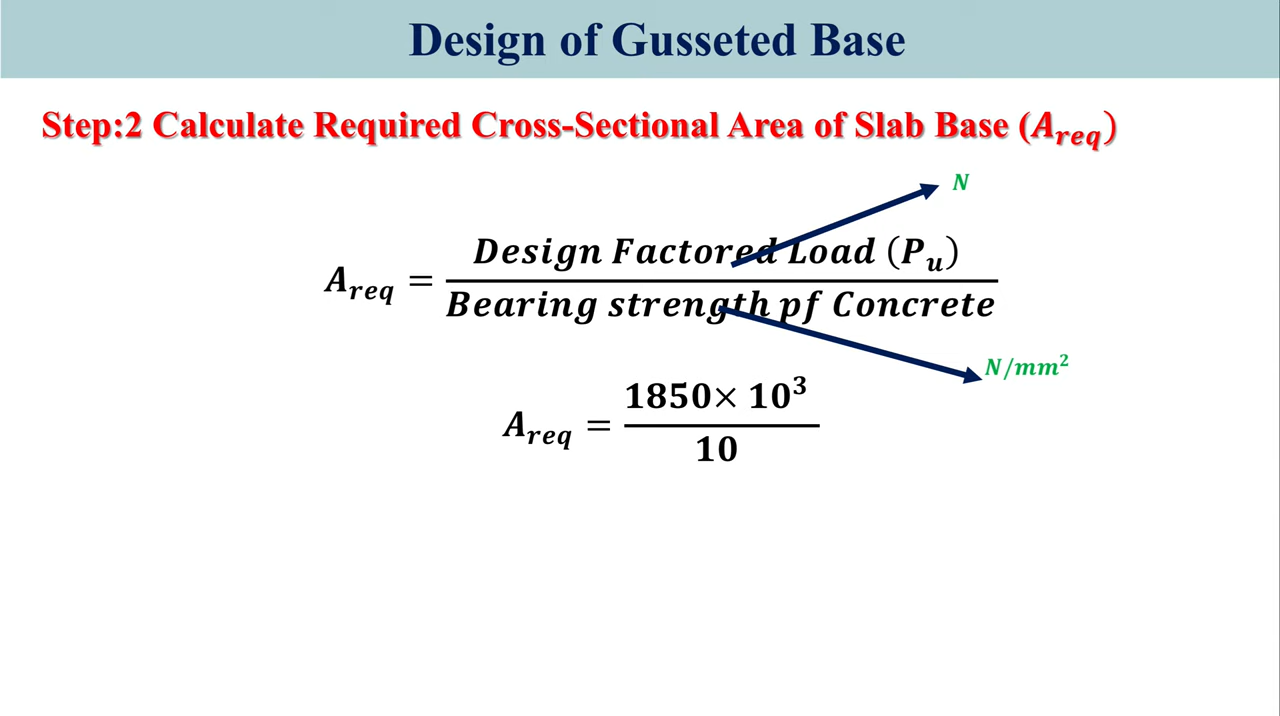 Design of Gusseted Base
Step:2 Calculate Required Cross-Sectional Area of Slab Base (A_req)
N
A_req = Design Factored Load (P_u) / Bearing strength pf Concrete
N/mm²
A_req = 1850× 10³ / 10